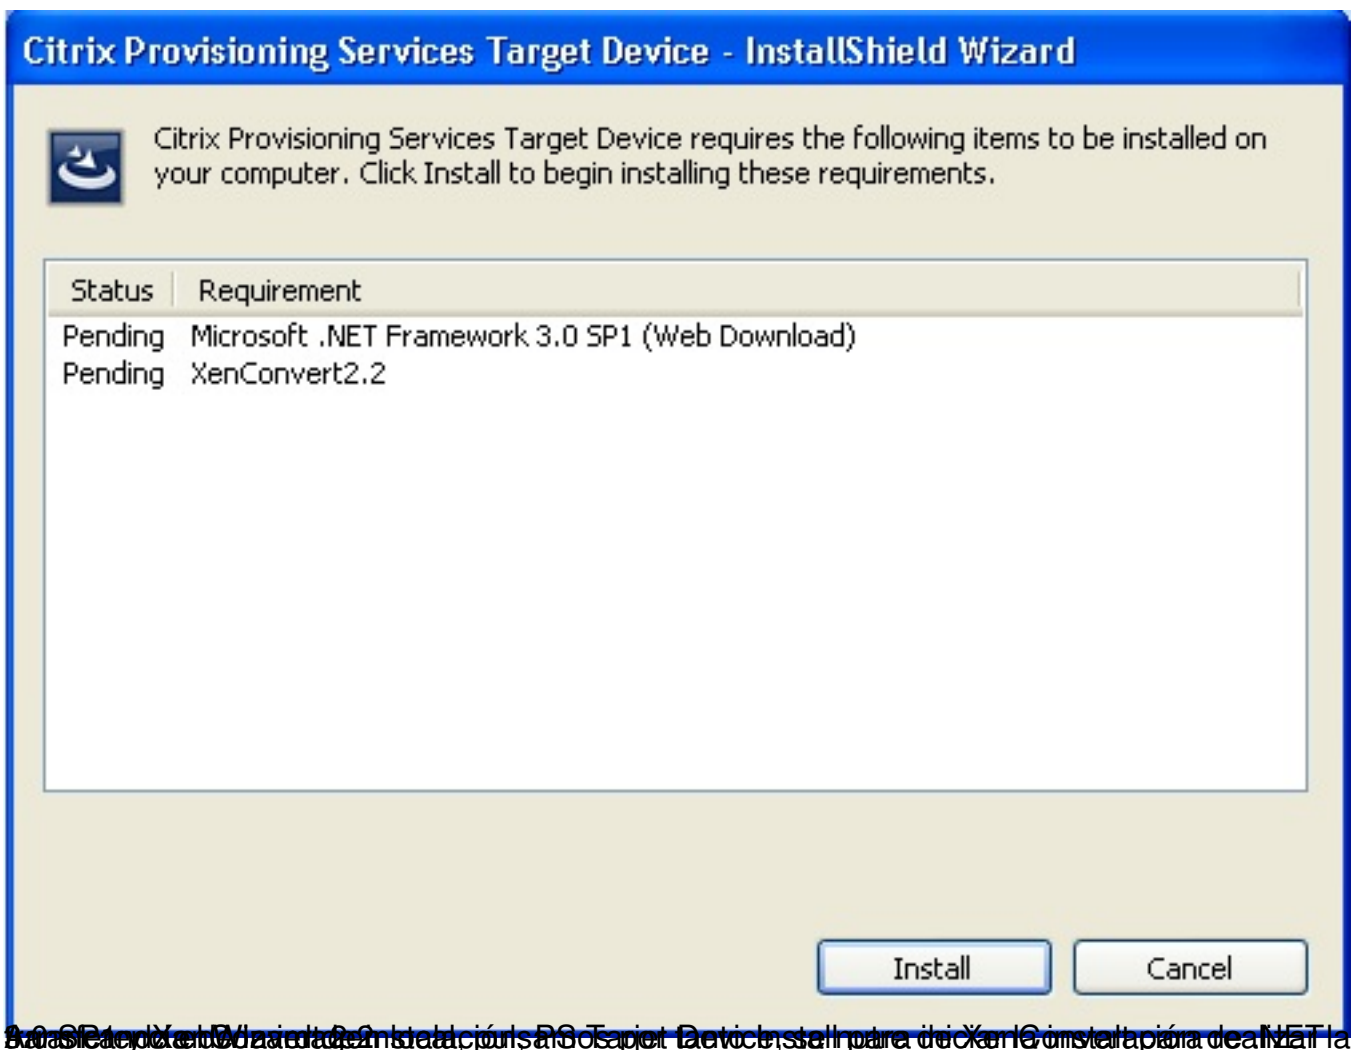 Citrix Provisioning Services Target Device - InstallShield Wizard
Citrix Provisioning Services Target Device requires the following items to be installed on
your computer. Click Install to begin installing these requirements.
Status Requirement
Pending Microsoft .NET Framework 3.0 SP1 (Web Download)
Pending XenConvert2.2
Install Cancel